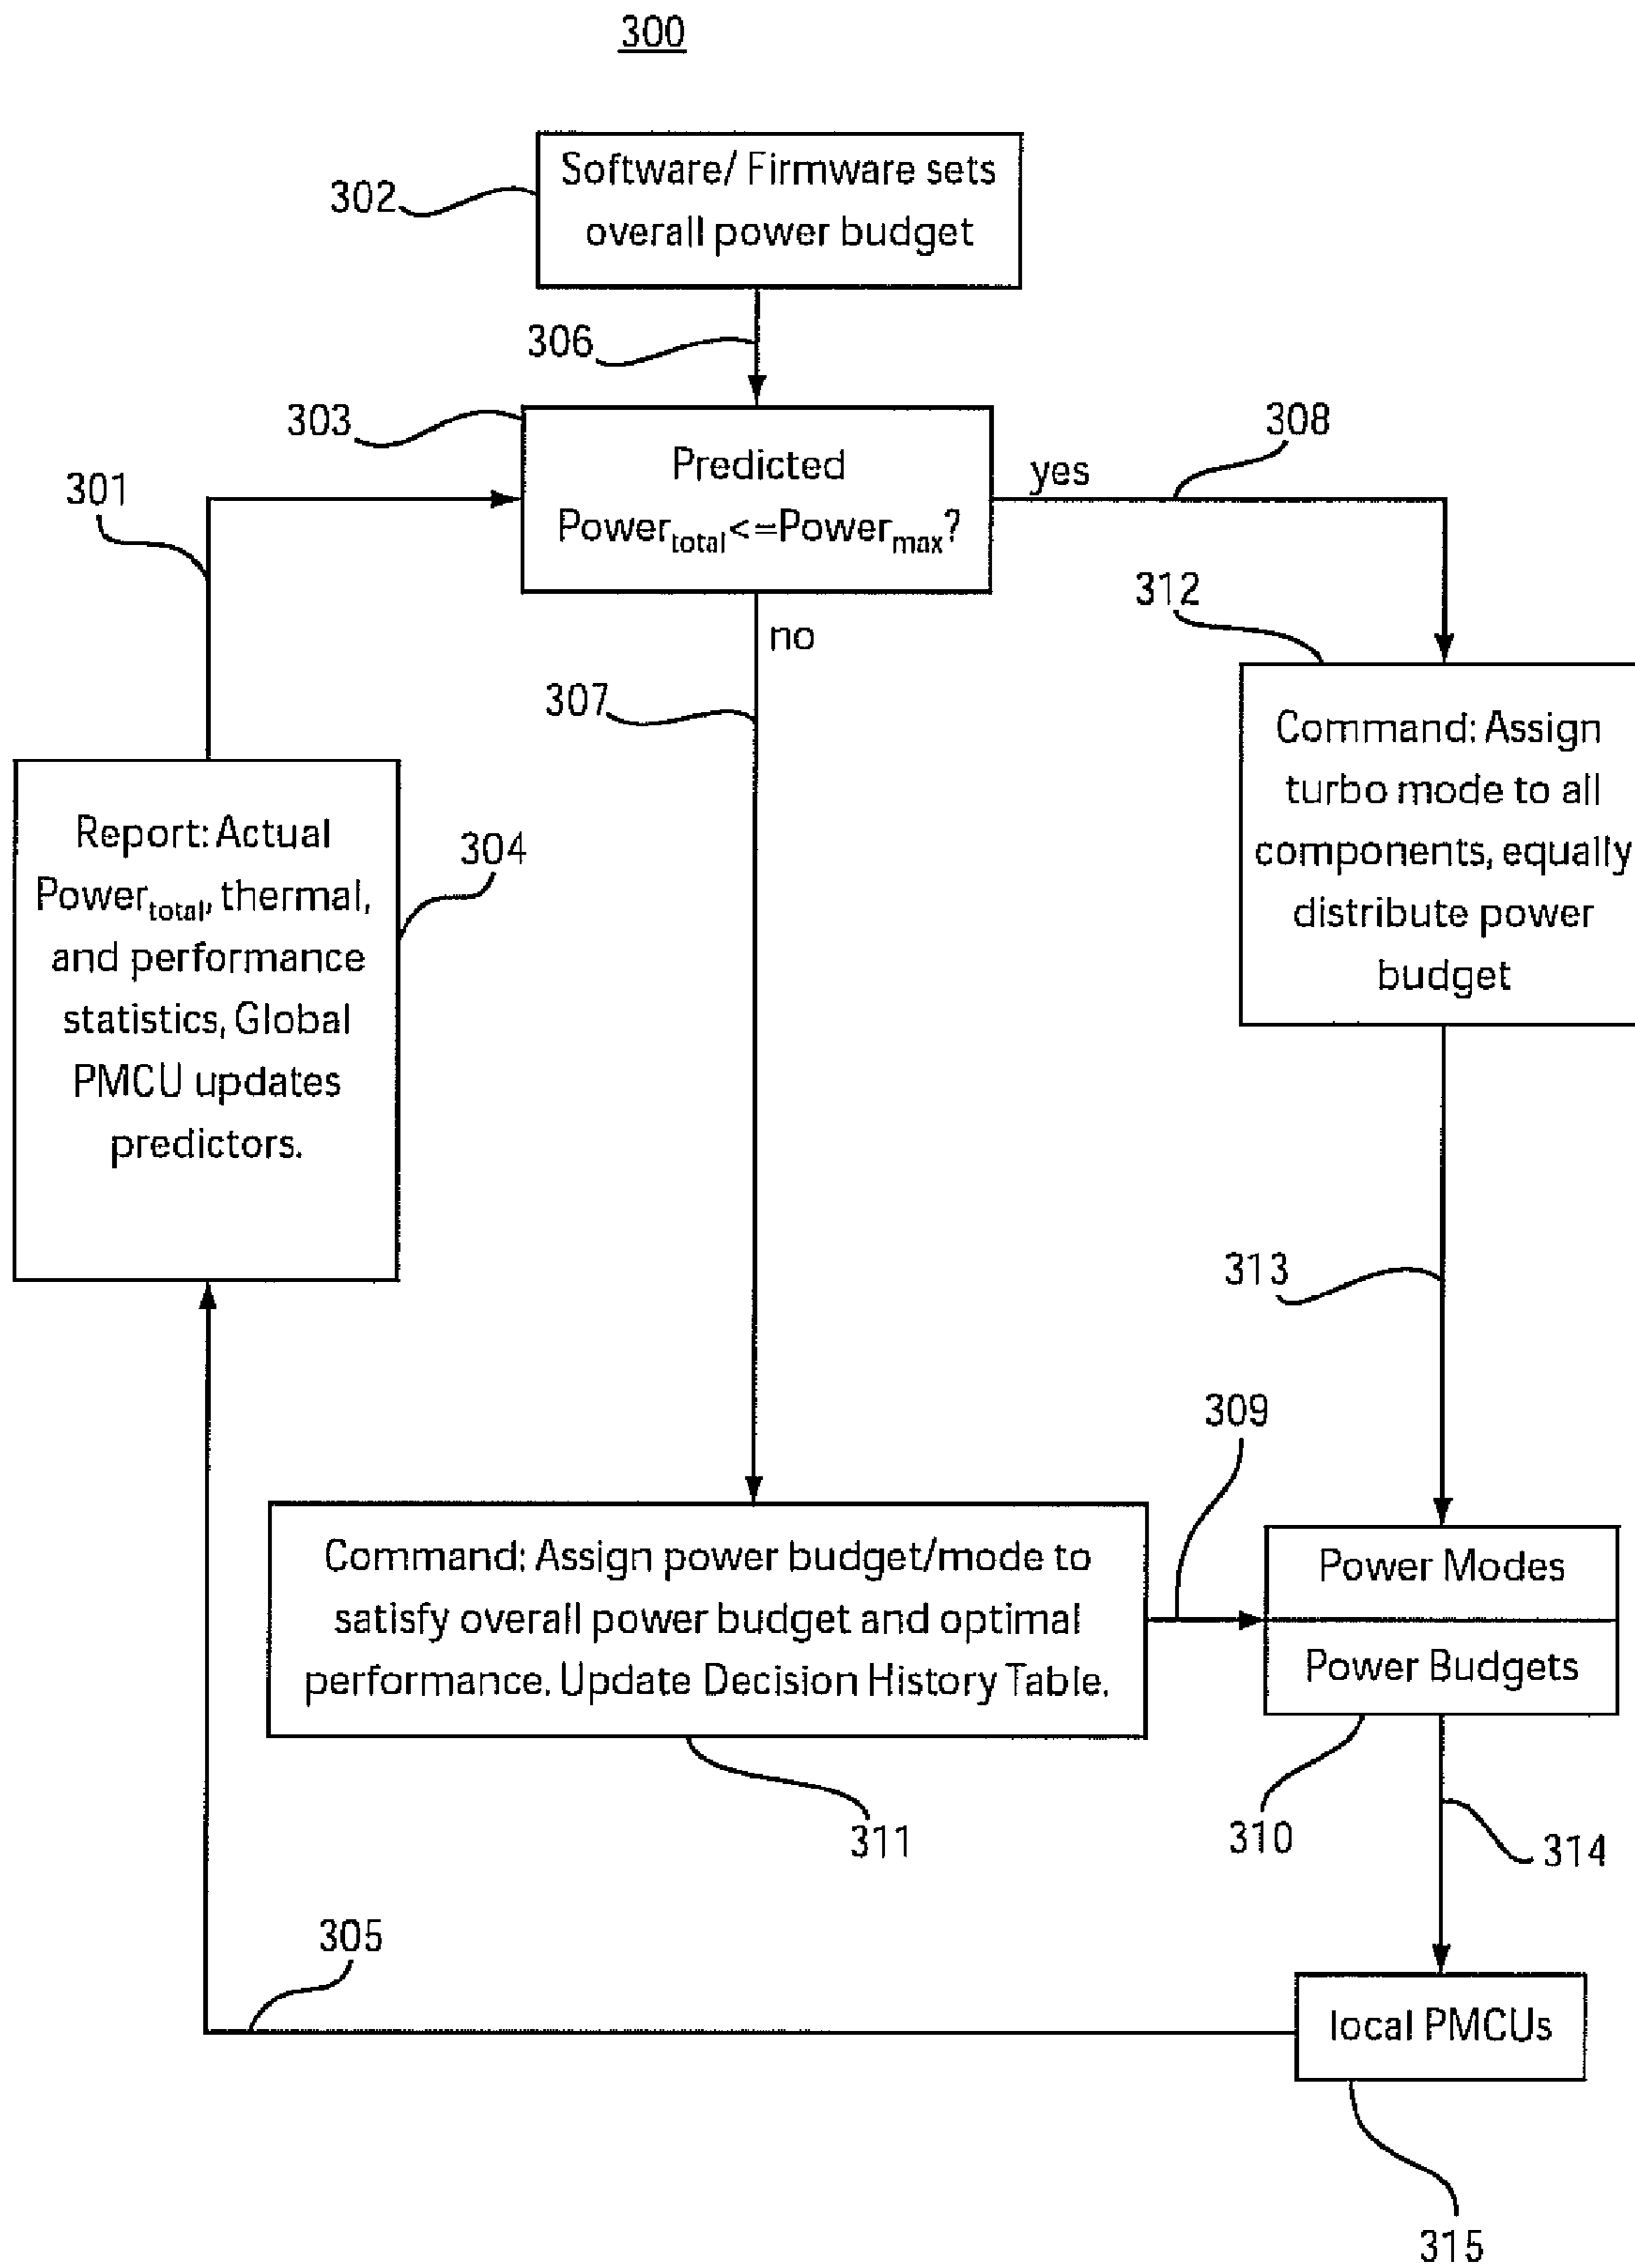 300
302
Software/ Firmware sets
overall power budget
306
303
Predicted
Power_total<=Power_max?
yes
308
301
no
307
312
Command: Assign
turbo mode to all
components, equally
distribute power
budget
Report: Actual
Power_total, thermal,
and performance
statistics, Global
PMCU updates
predictors.
304
313
309
Command: Assign power budget/mode to
satisfy overall power budget and optimal
performance. Update Decision History Table.
311
Power Modes
Power Budgets
310
314
305
local PMCUs
315